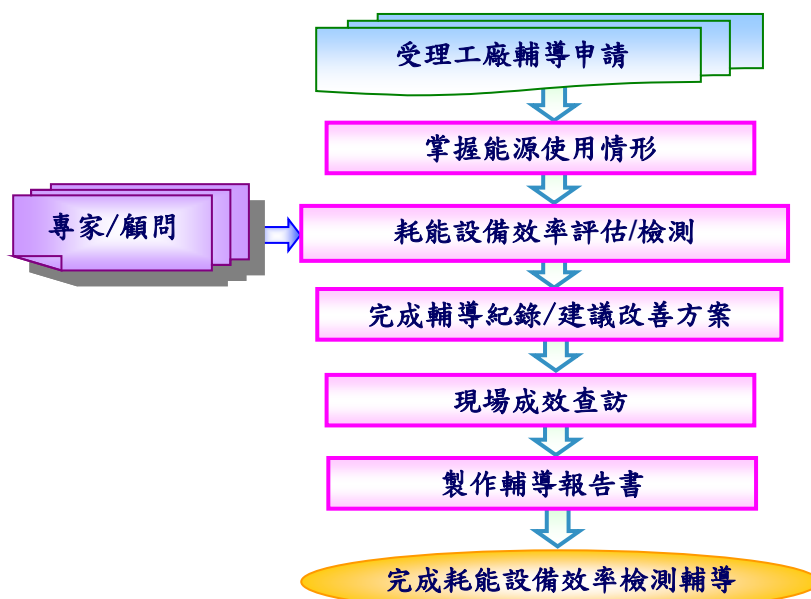 受理工廠輔導申請
掌握能源使用情形
專家/顧問
耗能設備效率評估/檢測
完成輔導紀錄/建議改善方案
現場成效查訪
製作輔導報告書
完成耗能設備效率檢測輔導